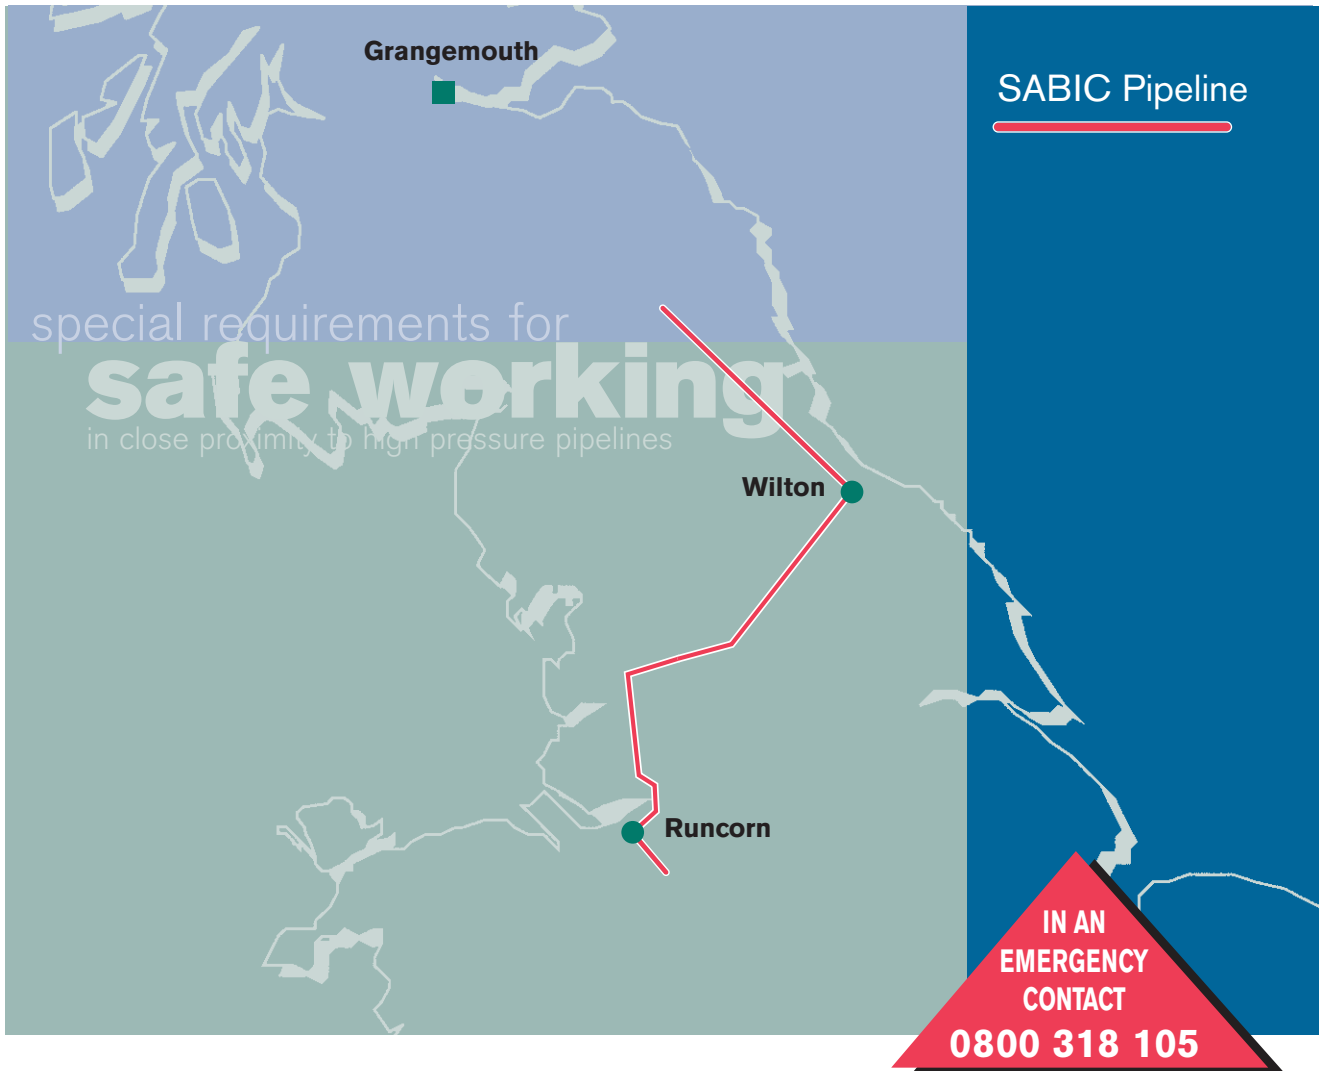 Grangemouth
SABIC Pipeline
special requirements for
safe working
in close proximity to high pressure pipelines
Wilton
Runcorn
IN AN
EMERGENCY
CONTACT
0800 318 105